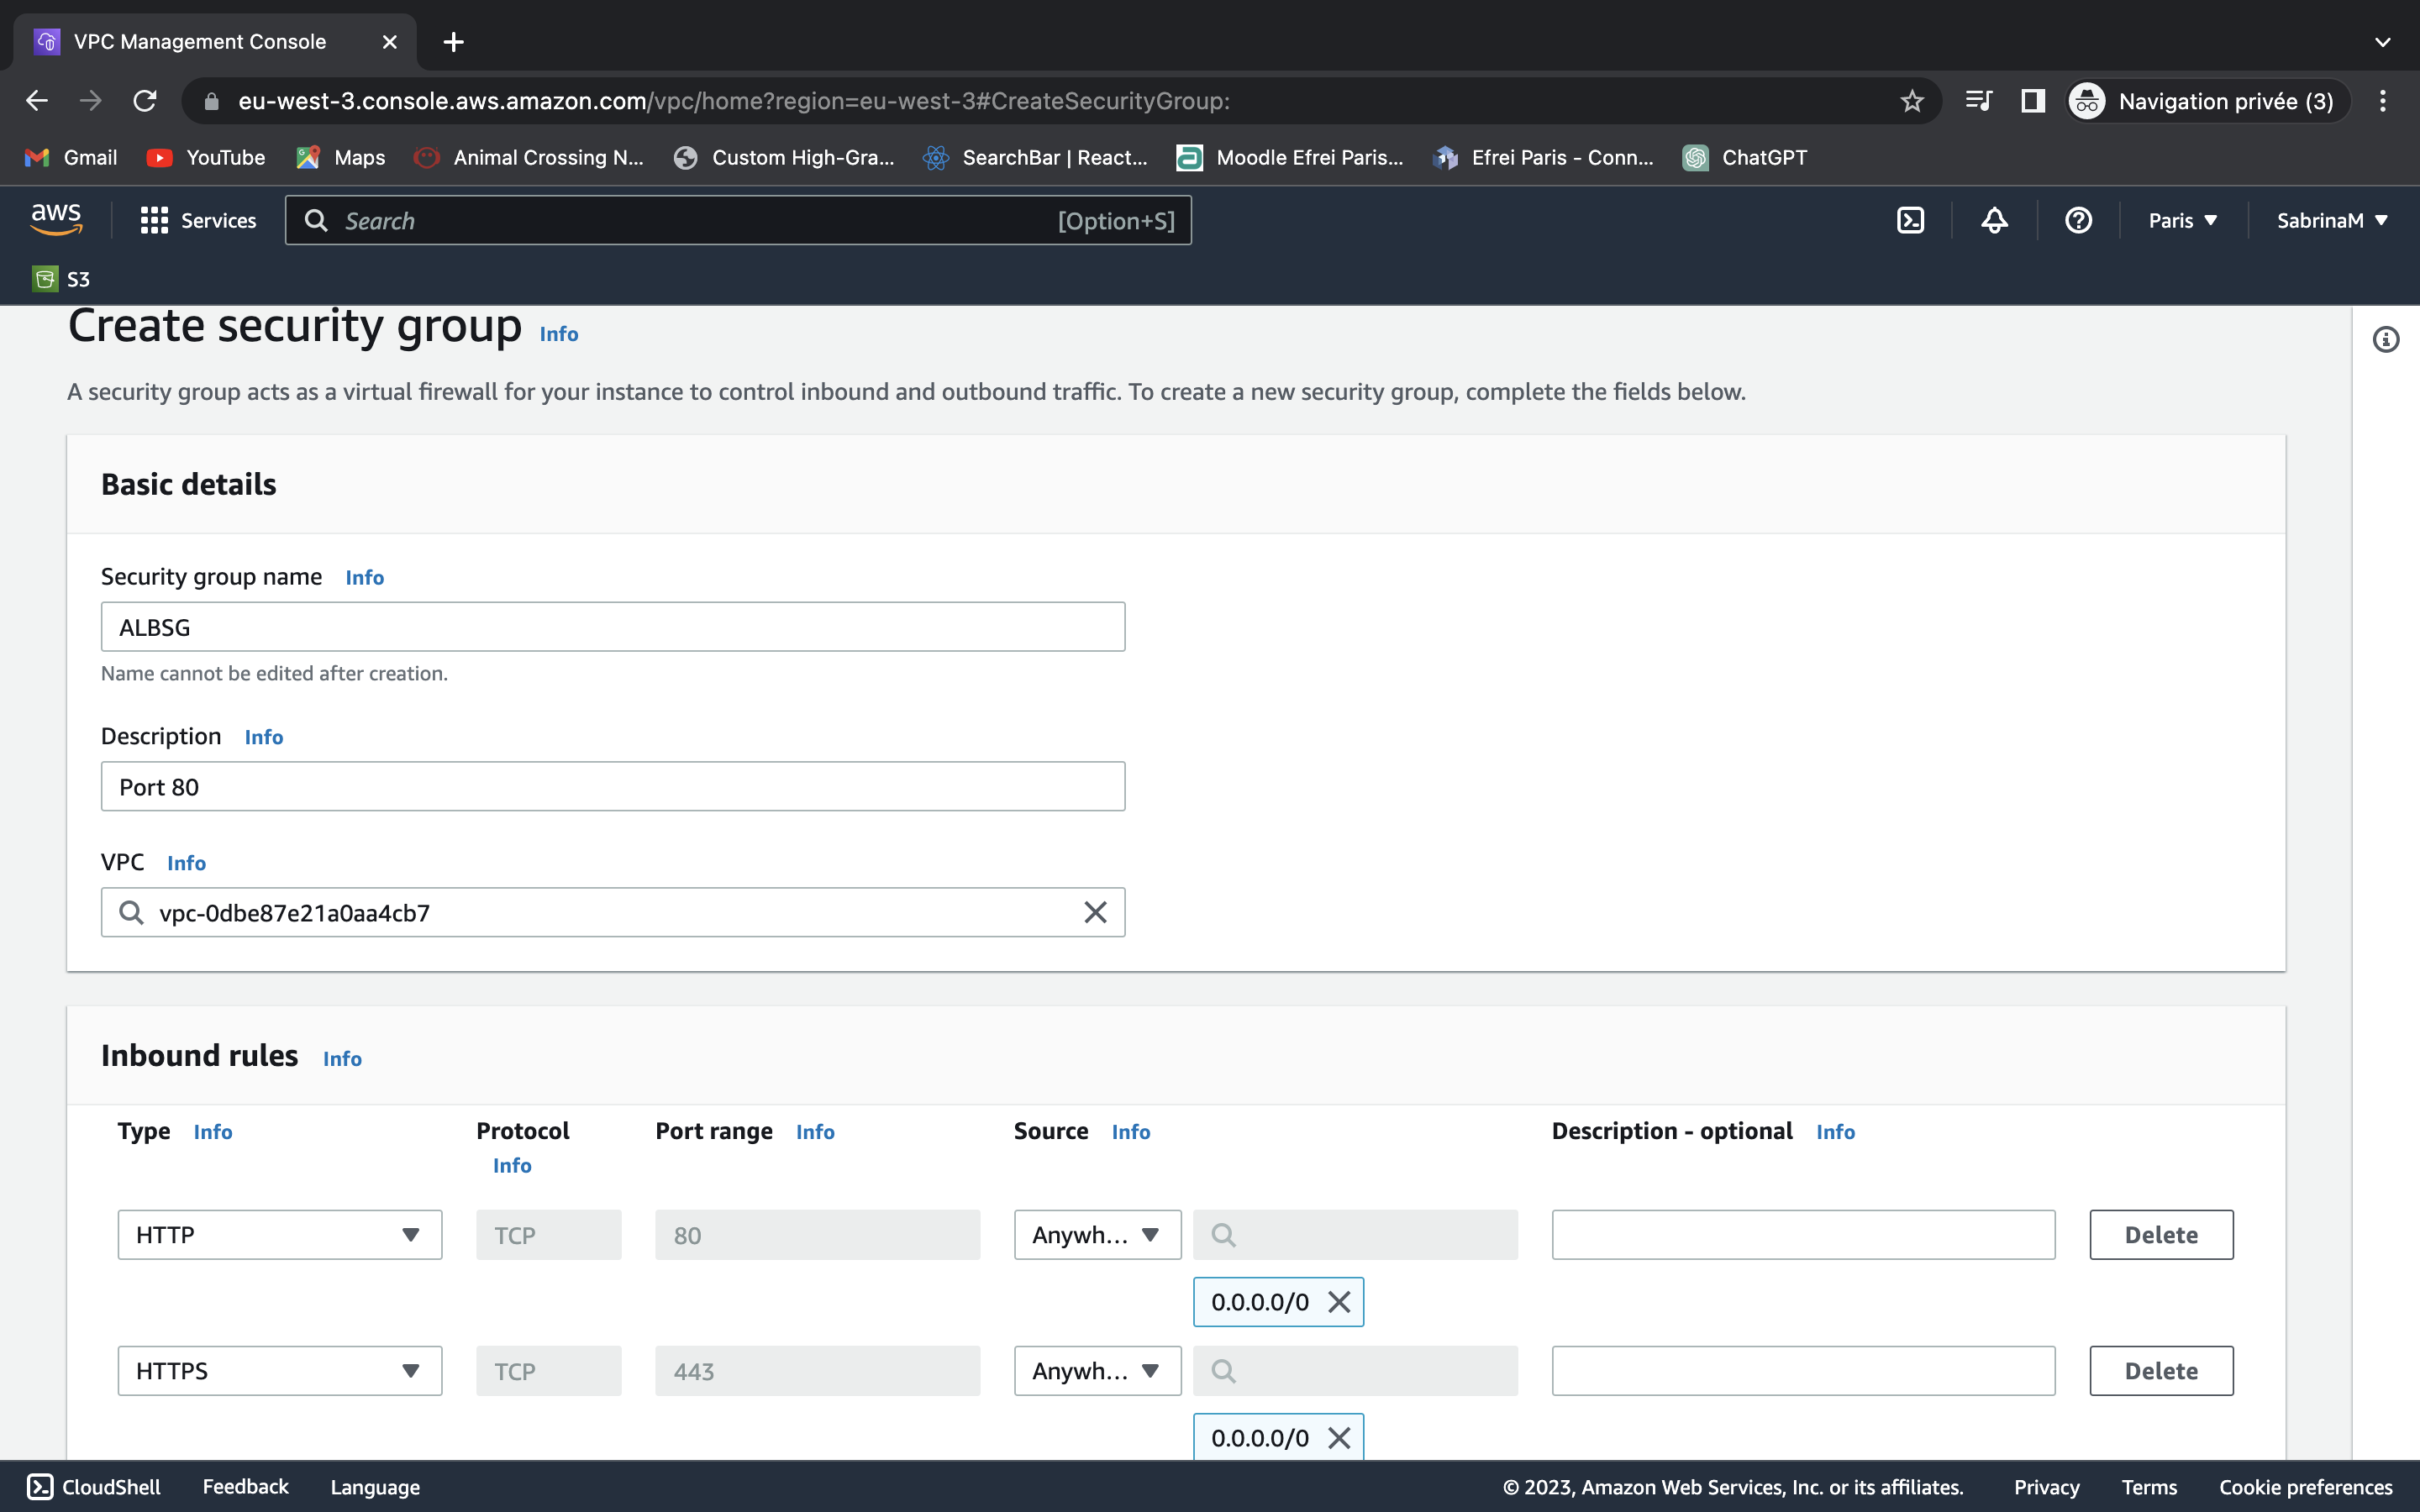 VPC Management Console
eu-west-3.console.aws.amazon.com/vpc/home?region=eu-west-3#CreateSecurityGroup:
Navigation privée (3)
Gmail YouTube Maps Animal Crossing N... Custom High-Gra... SearchBar | React... Moodle Efrei Paris... Efrei Paris - Conn... ChatGPT
aws Services Search [Option+S] Paris SabrinaM
S3
Create security group Info
A security group acts as a virtual firewall for your instance to control inbound and outbound traffic. To create a new security group, complete the fields below.
Basic details
Security group name Info
ALBSG
Name cannot be edited after creation.
Description Info
Port 80
VPC Info
vpc-0dbe87e21a0aa4cb7
Inbound rules Info
Type Info Protocol Info Port range Info Source Info Description - optional Info
HTTP TCP 80 Anywh... Delete
0.0.0.0/0
HTTPS TCP 443 Anywh... Delete
0.0.0.0/0
CloudShell Feedback Language © 2023, Amazon Web Services, Inc. or its affiliates. Privacy Terms Cookie preferences